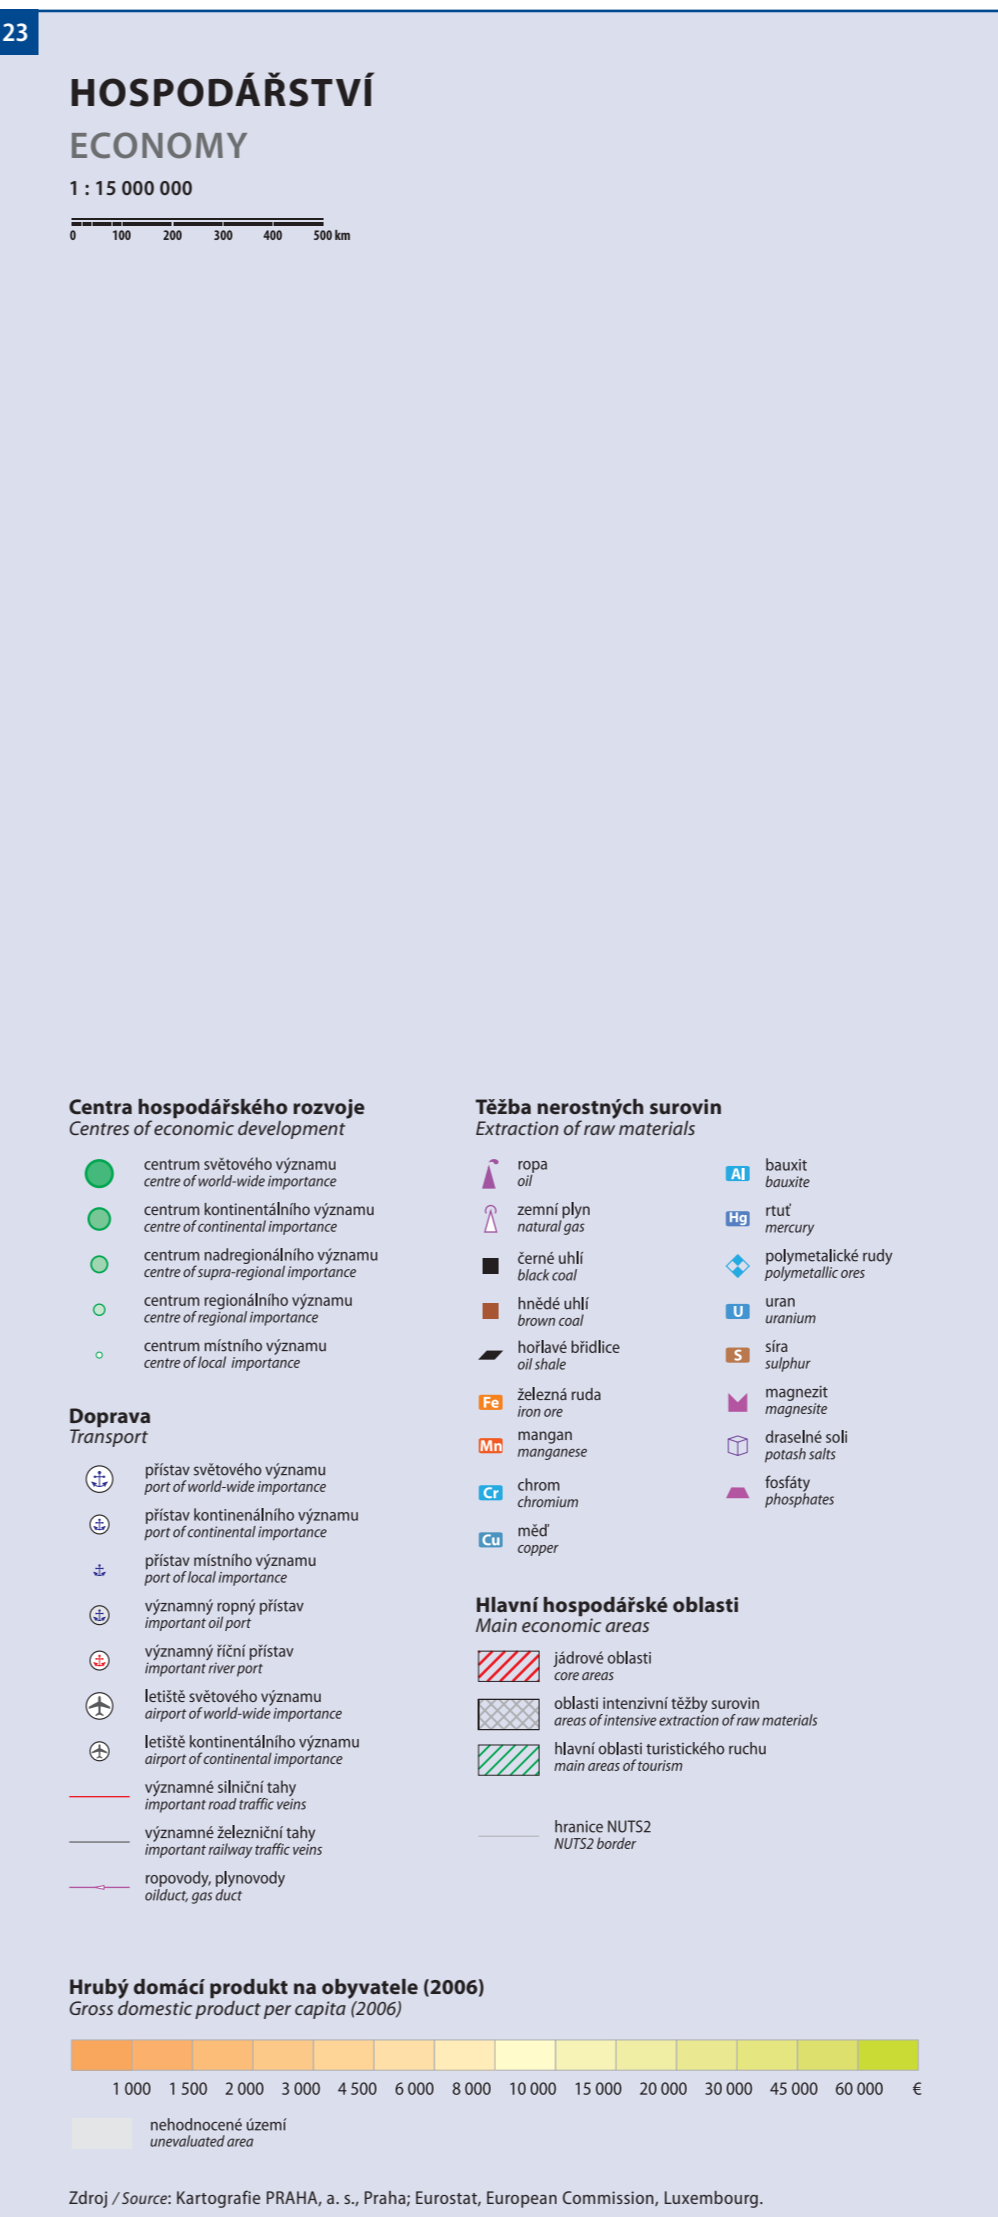 23
HOSPODÁŘSTVÍ
ECONOMY
1 : 15 000 000
0 100 200 300 400 500 km
Centra hospodářského rozvoje
Centres of economic development
centrum světového významu
centre of world-wide importance
centrum kontinentálního významu
centre of continental importance
centrum nadregionálního významu
centre of supra-regional importance
centrum regionálního významu
centre of regional importance
centrum místního významu
centre of local importance
Doprava
Transport
přístav světového významu
port of world-wide importance
přístav kontinenálního významu
port of continental importance
přístav místního významu
port of local importance
významný ropný přístav
important oil port
významný říční přístav
important river port
letiště světového významu
airport of world-wide importance
letiště kontinentálního významu
airport of continental importance
významné silniční tahy
important road traffic veins
významné železniční tahy
important railway traffic veins
ropovody, plynovody
oilduct, gas duct
Těžba nerostných surovin
Extraction of raw materials
ropa
oil
zemní plyn
natural gas
černé uhlí
black coal
hnědé uhlí
brown coal
hořlavé břidlice
oil shale
Fe železná ruda
iron ore
Mn mangan
manganese
Cr chrom
chromium
Cu měď
copper
Al bauxit
bauxite
Hg rtuť
mercury
polymetalické rudy
polymetallic ores
U uran
uranium
S síra
sulphur
magnezit
magnesite
draselné soli
potash salts
fosfáty
phosphates
Hlavní hospodářské oblasti
Main economic areas
jádrové oblasti
core areas
oblasti intenzivní těžby surovin
areas of intensive extraction of raw materials
hlavní oblasti turistického ruchu
main areas of tourism
hranice NUTS2
NUTS2 border
Hrubý domácí produkt na obyvatele (2006)
Gross domestic product per capita (2006)
1 000 1 500 2 000 3 000 4 500 6 000 8 000 10 000 15 000 20 000 30 000 45 000 60 000 €
nehodnocené území
unevaluated area
Zdroj / Source: Kartografie PRAHA, a. s., Praha; Eurostat, European Commission, Luxembourg.